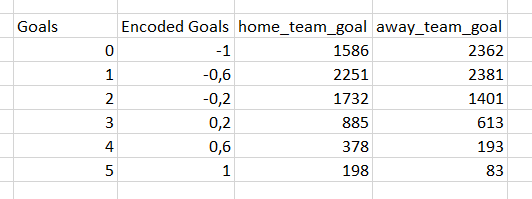 Goals Encoded Goals home_team_goal away_team_goal
0 -1 1586 2362
1 -0,6 2251 2381
2 -0,2 1732 1401
3 0,2 885 613
4 0,6 378 193
5 1 198 83